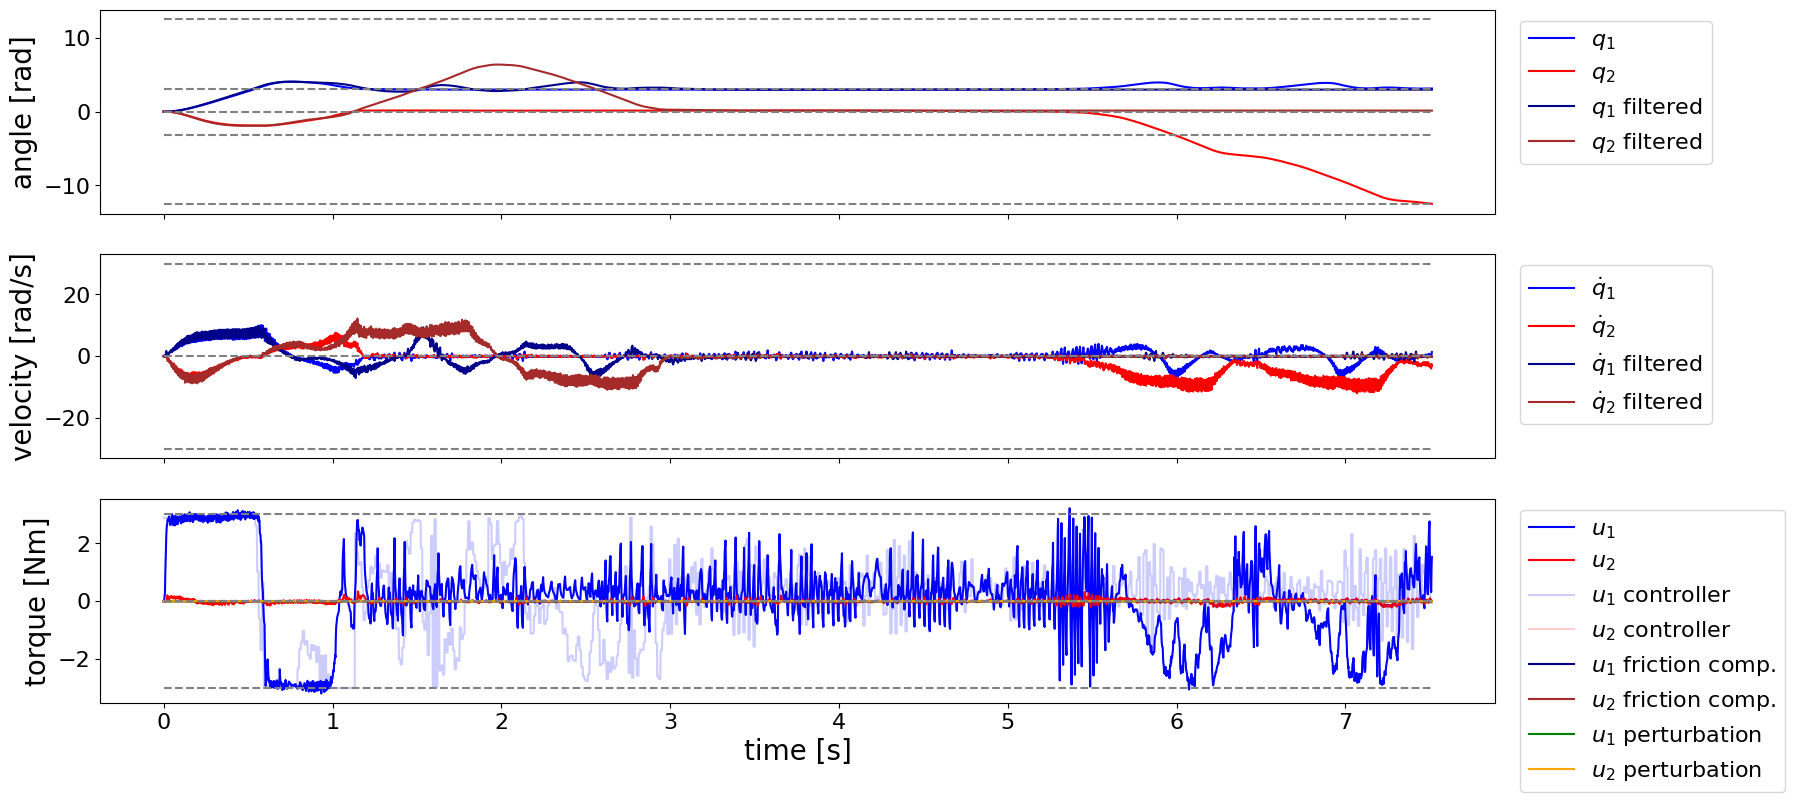 angle [rad]
10
0
−10
q₁
q₂
q₁ filtered
q₂ filtered
velocity [rad/s]
20
0
−20
q̇₁
q̇₂
q̇₁ filtered
q̇₂ filtered
torque [Nm]
2
0
−2
0 1 2 3 4 5 6 7
time [s]
u₁
u₂
u₁ controller
u₂ controller
u₁ friction comp.
u₂ friction comp.
u₁ perturbation
u₂ perturbation